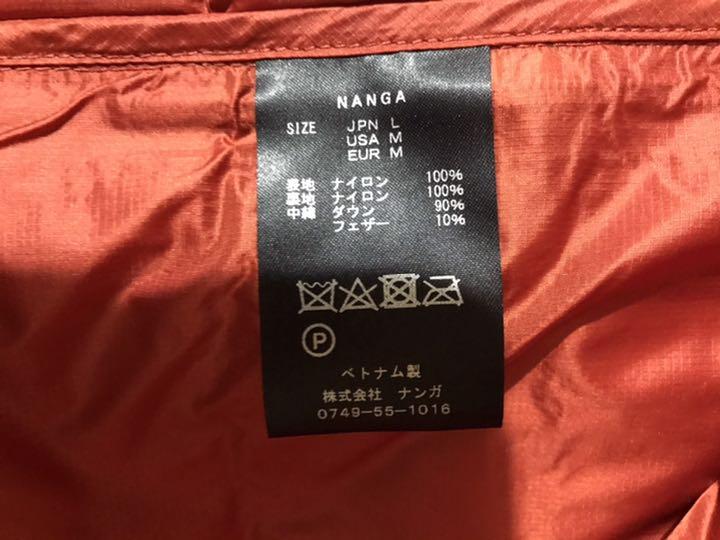 NANGA
SIZE JPN L
USA M
EUR M
表地 ナイロン 100%
裏地 ナイロン 100%
中綿 ダウン 90%
フェザー 10%
P
ベトナム製
株式会社 ナンガ
0749-55-1016